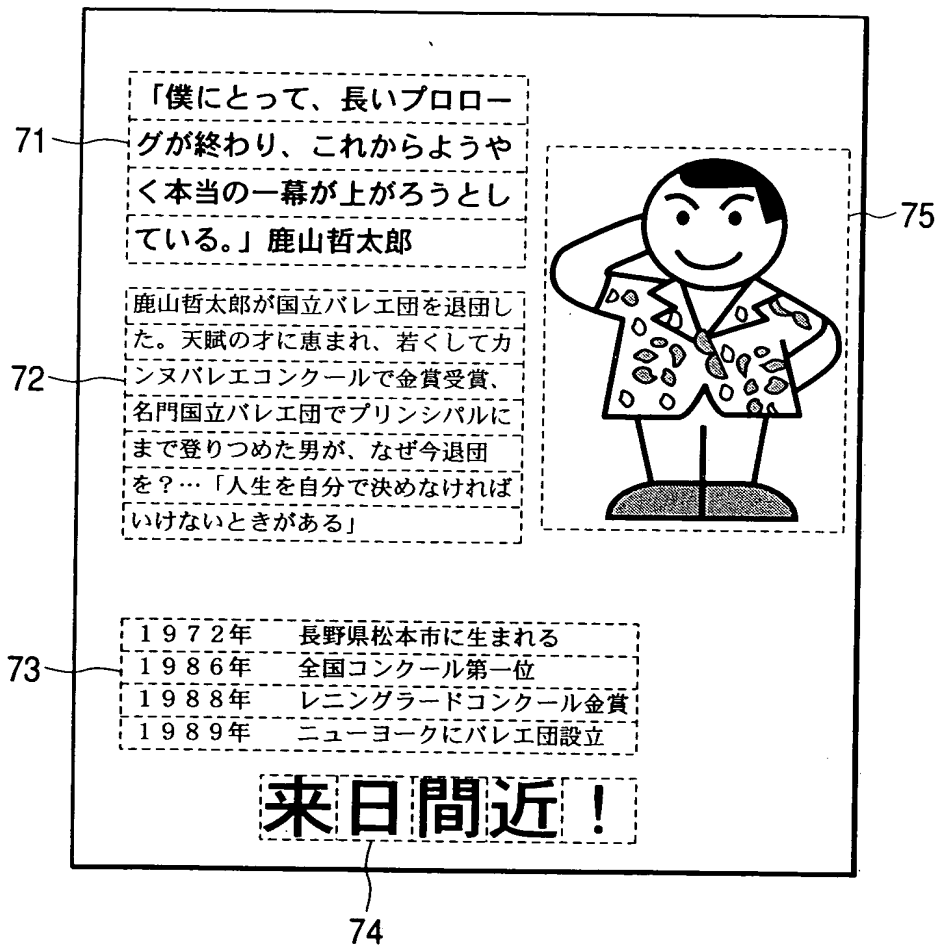 71
「僕にとって、長いプロロー
グが終わり、これからようや
く本当の一幕が上がろうとし
ている。」鹿山哲太郎
75
72
鹿山哲太郎が国立バレエ団を退団し
た。天賦の才に恵まれ、若くしてカ
ンヌバレエコンクールで金賞受賞、
名門国立バレエ団でプリンシパルに
まで登りつめた男が、なぜ今退団
を？…「人生を自分で決めなければ
いけないときがある」
73
１９７２年　長野県松本市に生まれる
１９８６年　全国コンクール第一位
１９８８年　レニングラードコンクール金賞
１９８９年　ニューヨークにバレエ団設立
来日間近！
74